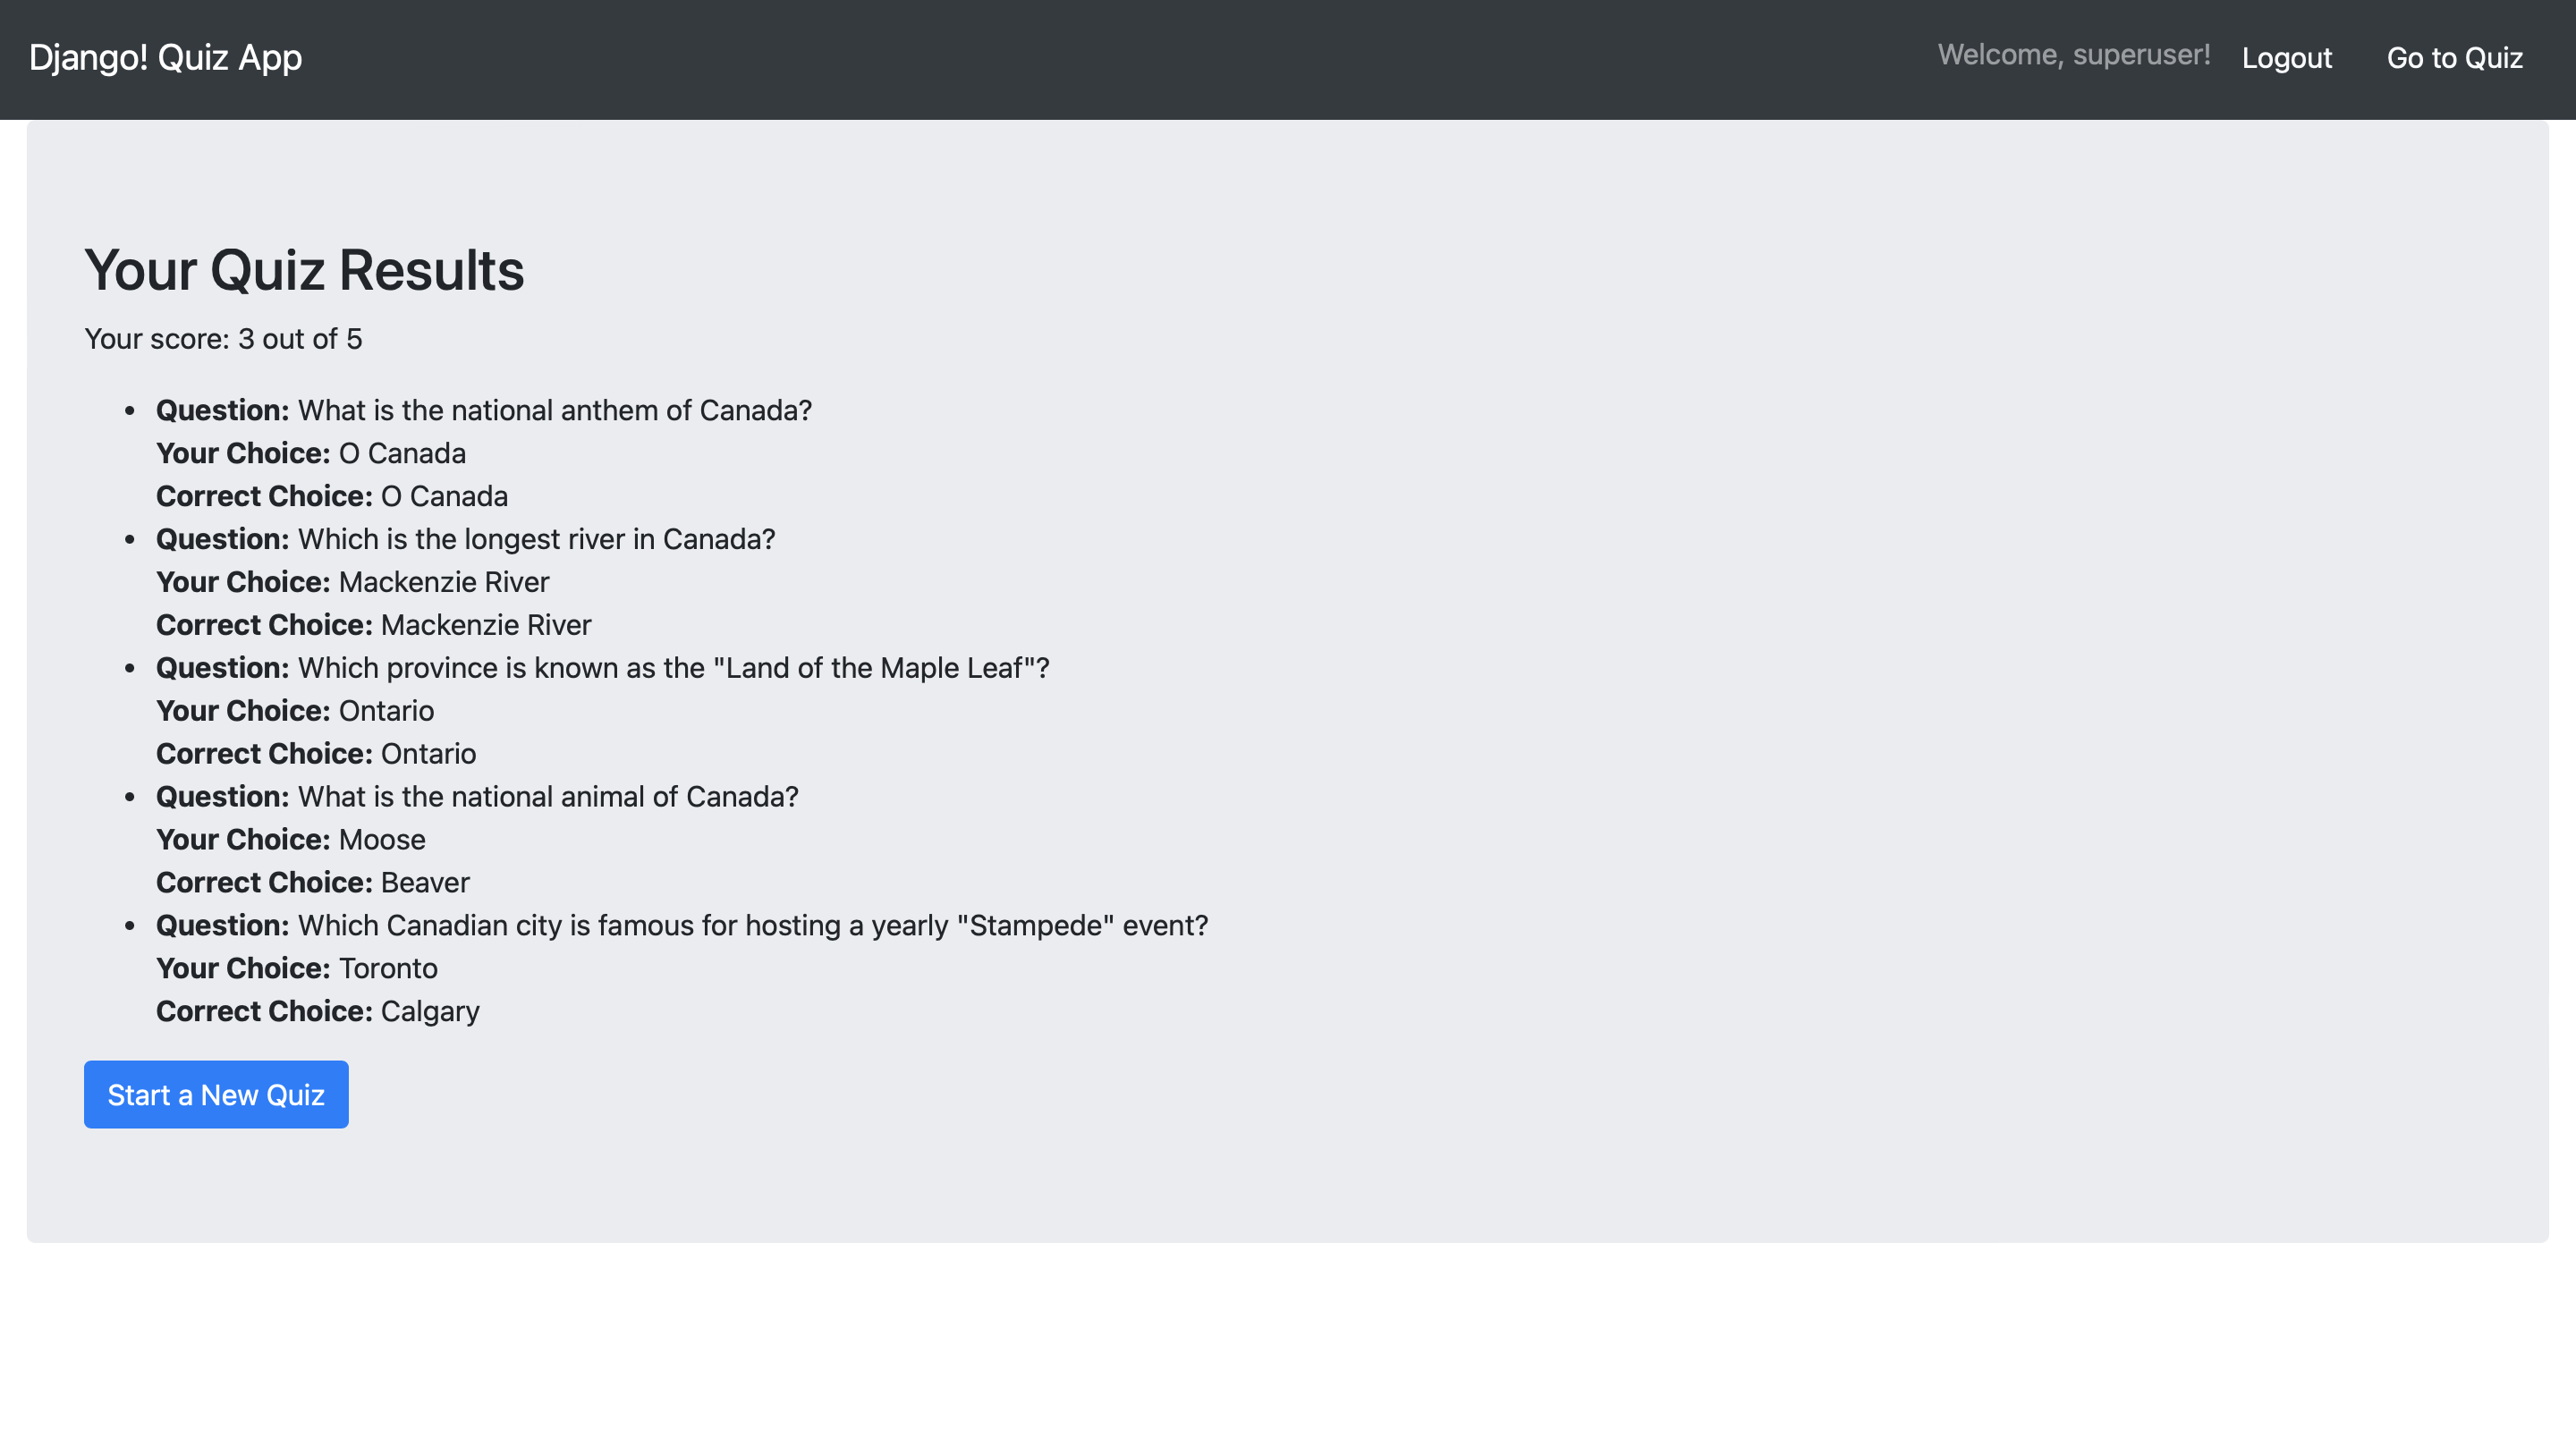 Django! Quiz App
Welcome, superuser!
Logout
Go to Quiz
Your Quiz Results
Your score: 3 out of 5
• Question: What is the national anthem of Canada?
Your Choice: O Canada
Correct Choice: O Canada
• Question: Which is the longest river in Canada?
Your Choice: Mackenzie River
Correct Choice: Mackenzie River
• Question: Which province is known as the "Land of the Maple Leaf"?
Your Choice: Ontario
Correct Choice: Ontario
• Question: What is the national animal of Canada?
Your Choice: Moose
Correct Choice: Beaver
• Question: Which Canadian city is famous for hosting a yearly "Stampede" event?
Your Choice: Toronto
Correct Choice: Calgary
Start a New Quiz